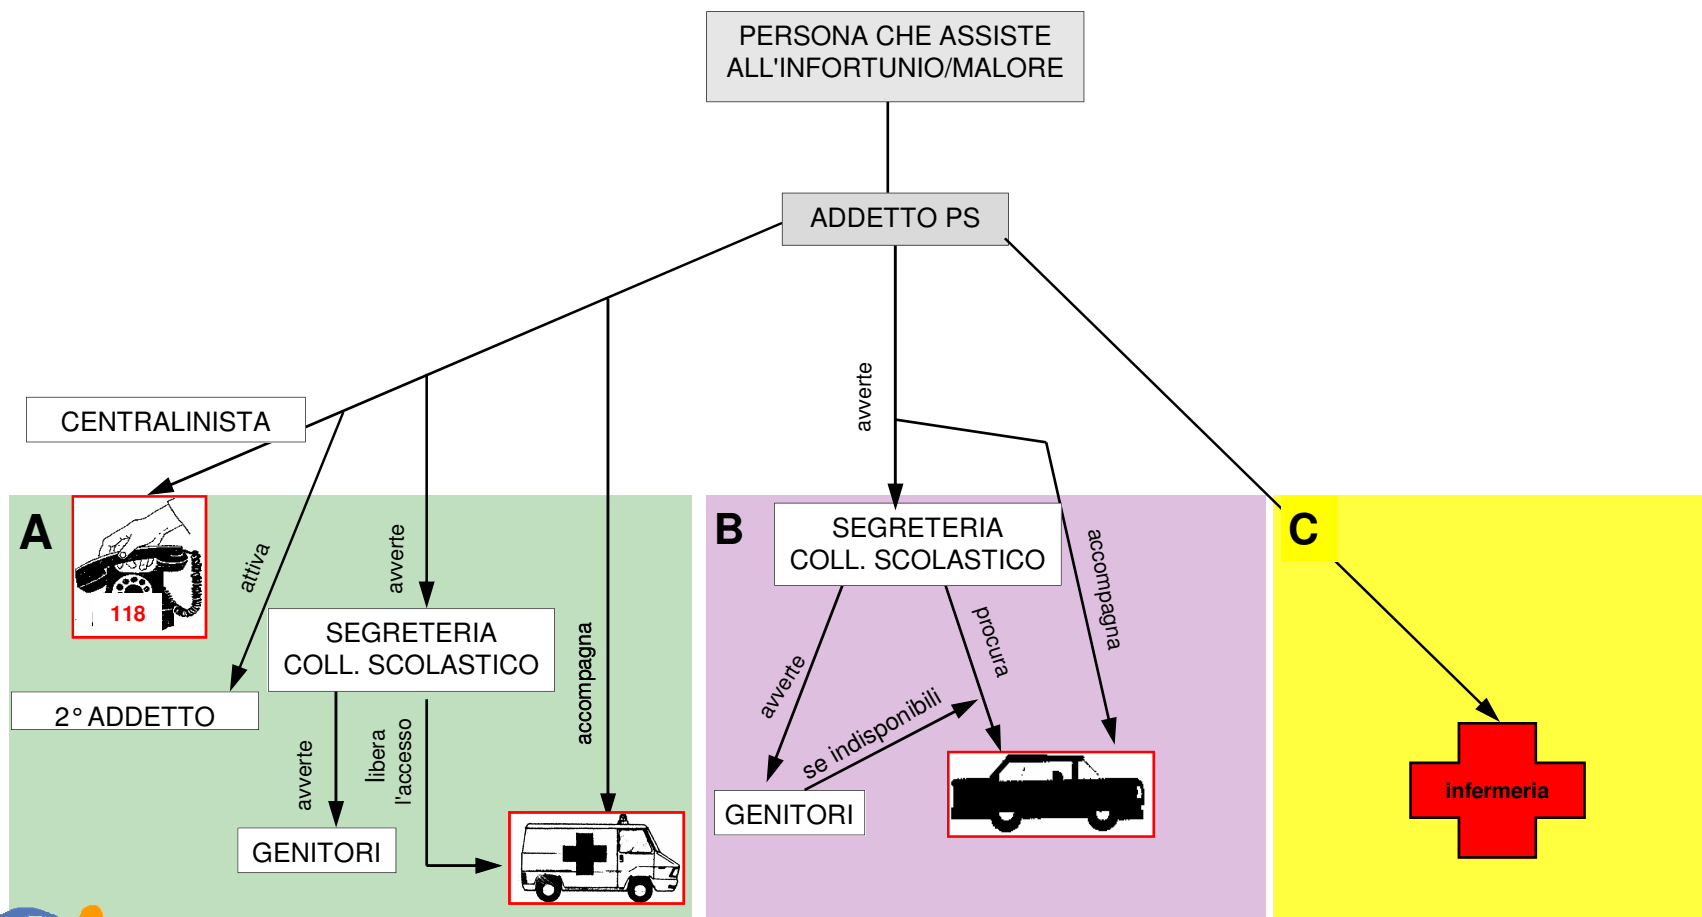 PERSONA CHE ASSISTE
ALL'INFORTUNIO/MALORE
ADDETTO PS
CENTRALINISTA
A
118
attiva
2° ADDETTO
avverte
SEGRETERIA
COLL. SCOLASTICO
avverte
libera
l'accesso
accompagna
GENITORI
avverte
B
SEGRETERIA
COLL. SCOLASTICO
accompagna
procura
avverte
se indisponibili
GENITORI
C
infermeria